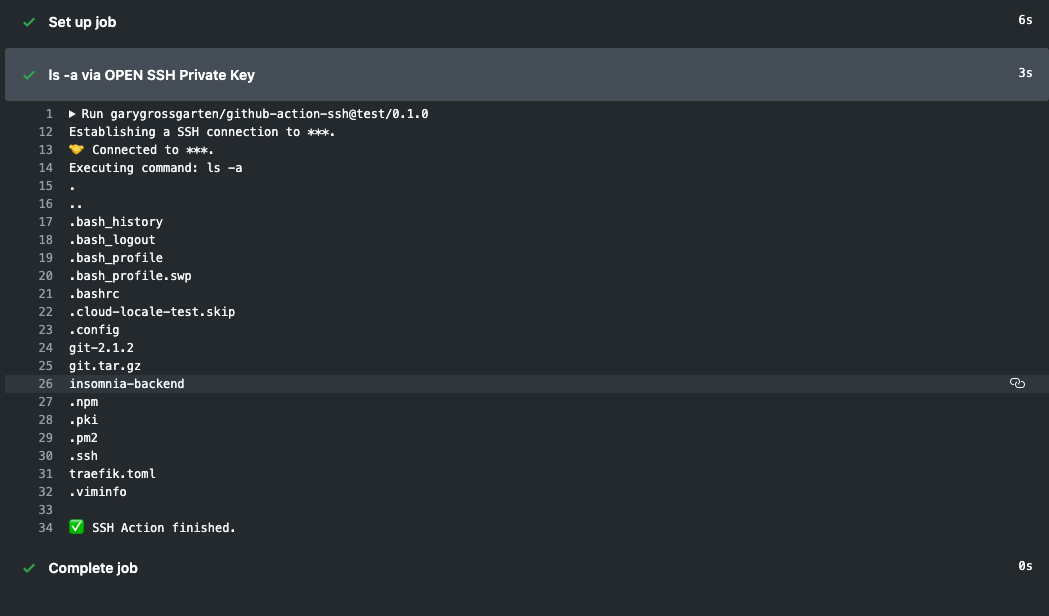 Set up job 6s
ls -a via OPEN SSH Private Key 3s
1 Run garygrossgarten/github-action-ssh@test/0.1.0
12 Establishing a SSH connection to ***.
13 🤝 Connected to ***.
14 Executing command: ls -a
15 .
16 ..
17 .bash_history
18 .bash_logout
19 .bash_profile
20 .bash_profile.swp
21 .bashrc
22 .cloud-locale-test.skip
23 .config
24 git-2.1.2
25 git.tar.gz
26 insomnia-backend
27 .npm
28 .pki
29 .pm2
30 .ssh
31 traefik.toml
32 .viminfo
33
34 ✅ SSH Action finished.
Complete job 0s